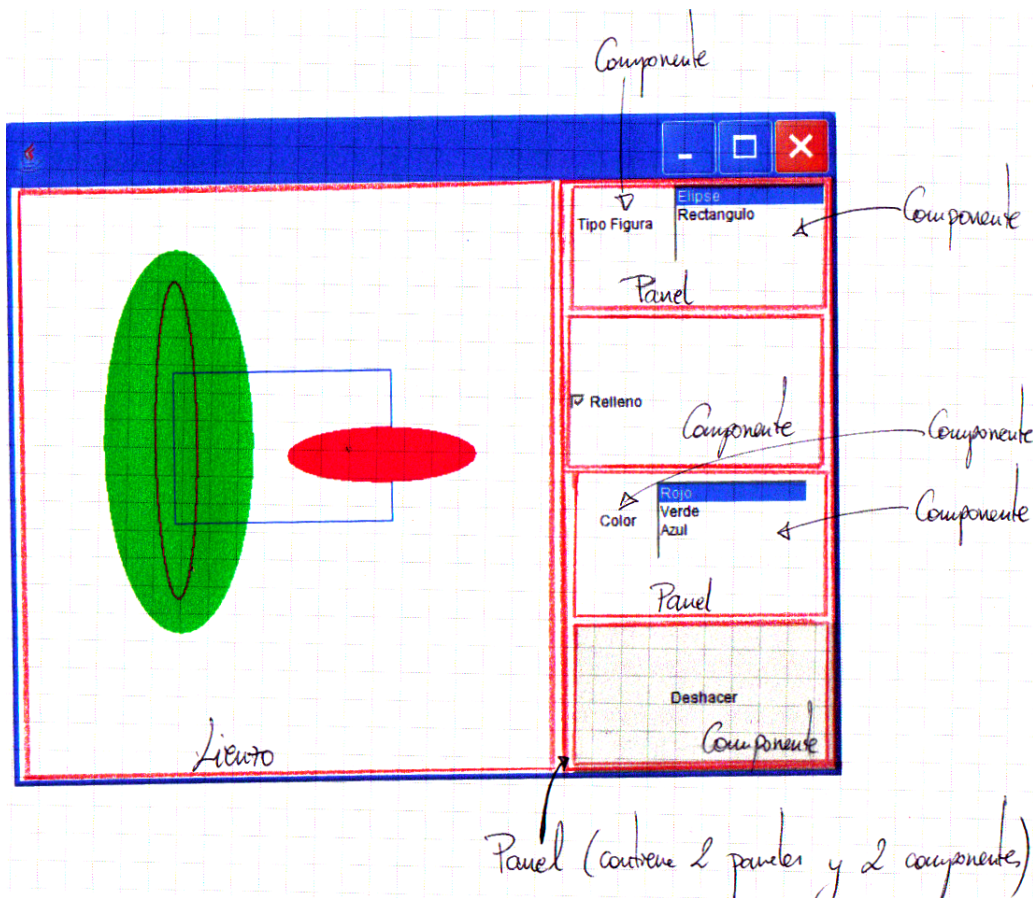 Componente
Elipse
Tipo Figura
Rectangulo
Componente
Panel
Relleno
Componente
Componente
Rojo
Color
Verde
Azul
Componente
Panel
Deshacer
Lienzo
Componente
Panel (contiene 2 paneles y 2 componentes)